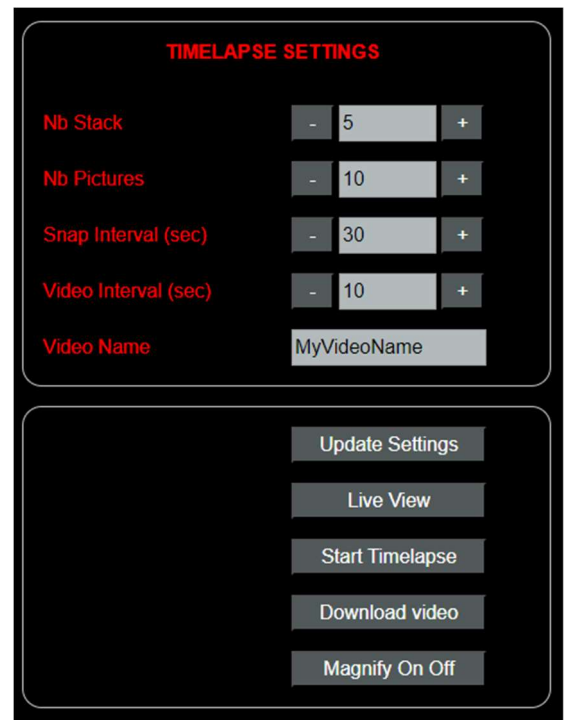 TIMELAPSE SETTINGS
Nb Stack - 5 +
Nb Pictures - 10 +
Snap Interval (sec) - 30 +
Video Interval (sec) - 10 +
Video Name MyVideoName
Update Settings
Live View
Start Timelapse
Download video
Magnify On Off